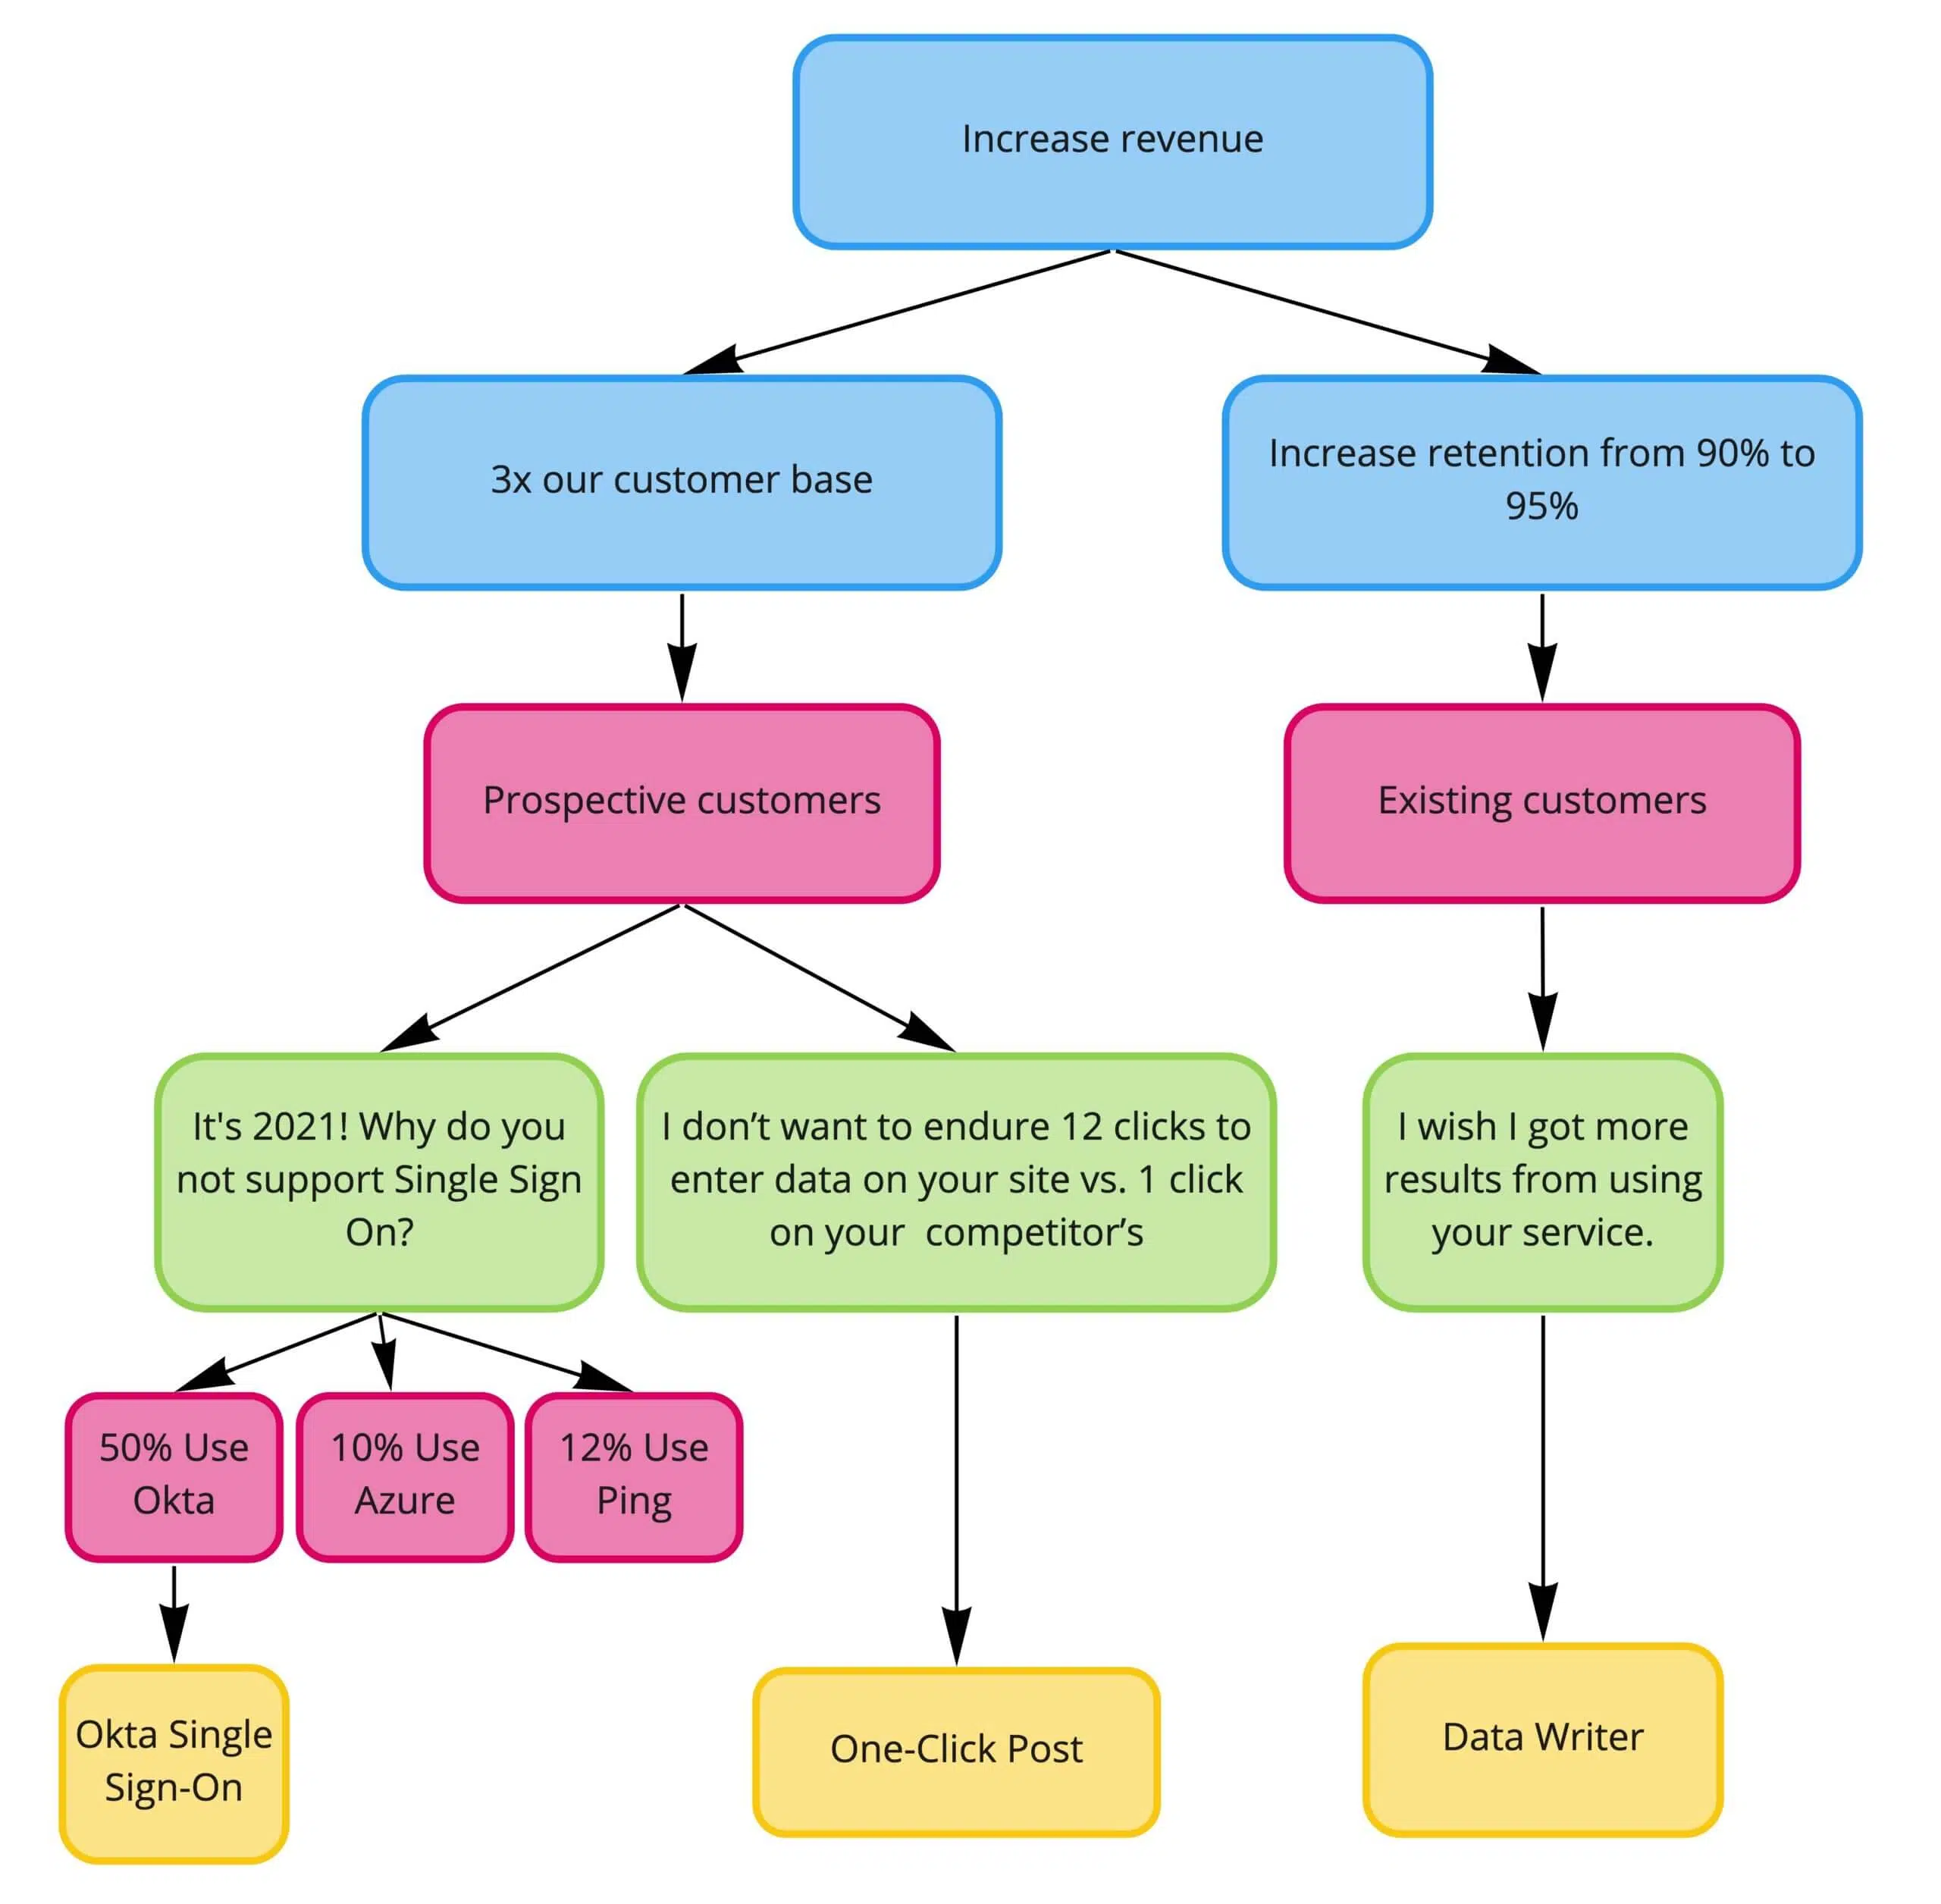 Increase revenue
3x our customer base
Increase retention from 90% to
95%
Prospective customers
Existing customers
It's 2021! Why do you
not support Single Sign
On?
I don’t want to endure 12 clicks to
enter data on your site vs. 1 click
on your  competitor’s
I wish I got more
results from using
your service.
50% Use
Okta
10% Use
Azure
12% Use
Ping
Okta Single
Sign-On
One-Click Post
Data Writer